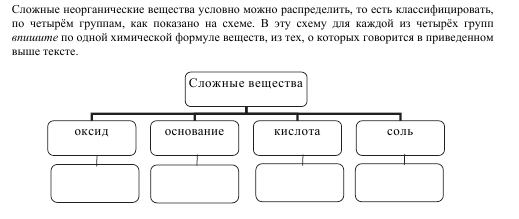 Сложные неорганические вещества условно можно распределить, то есть классифицировать,
по четырём группам, как показано на схеме. В эту схему для каждой из четырёх групп
впишите по одной химической формуле веществ, из тех, о которых говорится в приведенном
выше тексте.
Сложные вещества
оксид основание кислота соль